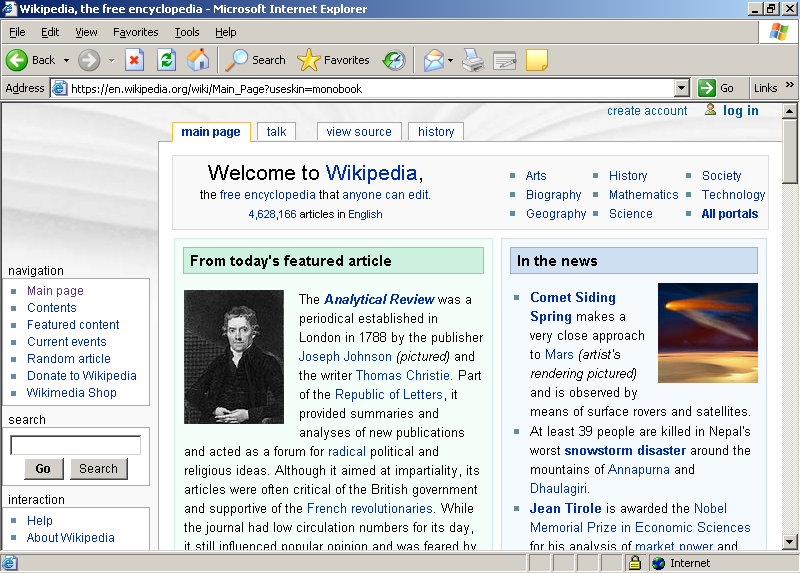 Wikipedia, the free encyclopedia - Microsoft Internet Explorer
File Edit View Favorites Tools Help
Back Search Favorites
Address https://en.wikipedia.org/wiki/Main_Page?useskin=monobook Go Links »
create account log in
main page talk view source history
Welcome to Wikipedia,
the free encyclopedia that anyone can edit.
4,628,166 articles in English
Arts History Society
Biography Mathematics Technology
Geography Science All portals
navigation
Main page
Contents
Featured content
Current events
Random article
Donate to Wikipedia
Wikimedia Shop
search
Go Search
interaction
Help
About Wikipedia
From today's featured article
The Analytical Review was a
periodical established in
London in 1788 by the publisher
Joseph Johnson (pictured) and
the writer Thomas Christie. Part
of the Republic of Letters, it
provided summaries and
analyses of new publications
and acted as a forum for radical political and
religious ideas. Although it aimed at impartiality, its
articles were often critical of the British government
and supportive of the French revolutionaries. While
the journal had low circulation numbers for its day,
it still influenced popular opinion and was feared by
In the news
Comet Siding
Spring makes a
very close approach
to Mars (artist's
rendering pictured)
and is observed by
means of surface rovers and satellites.
At least 39 people are killed in Nepal's
worst snowstorm disaster around the
mountains of Annapurna and
Dhaulagiri.
Jean Tirole is awarded the Nobel
Memorial Prize in Economic Sciences
for his analysis of market power and
Internet